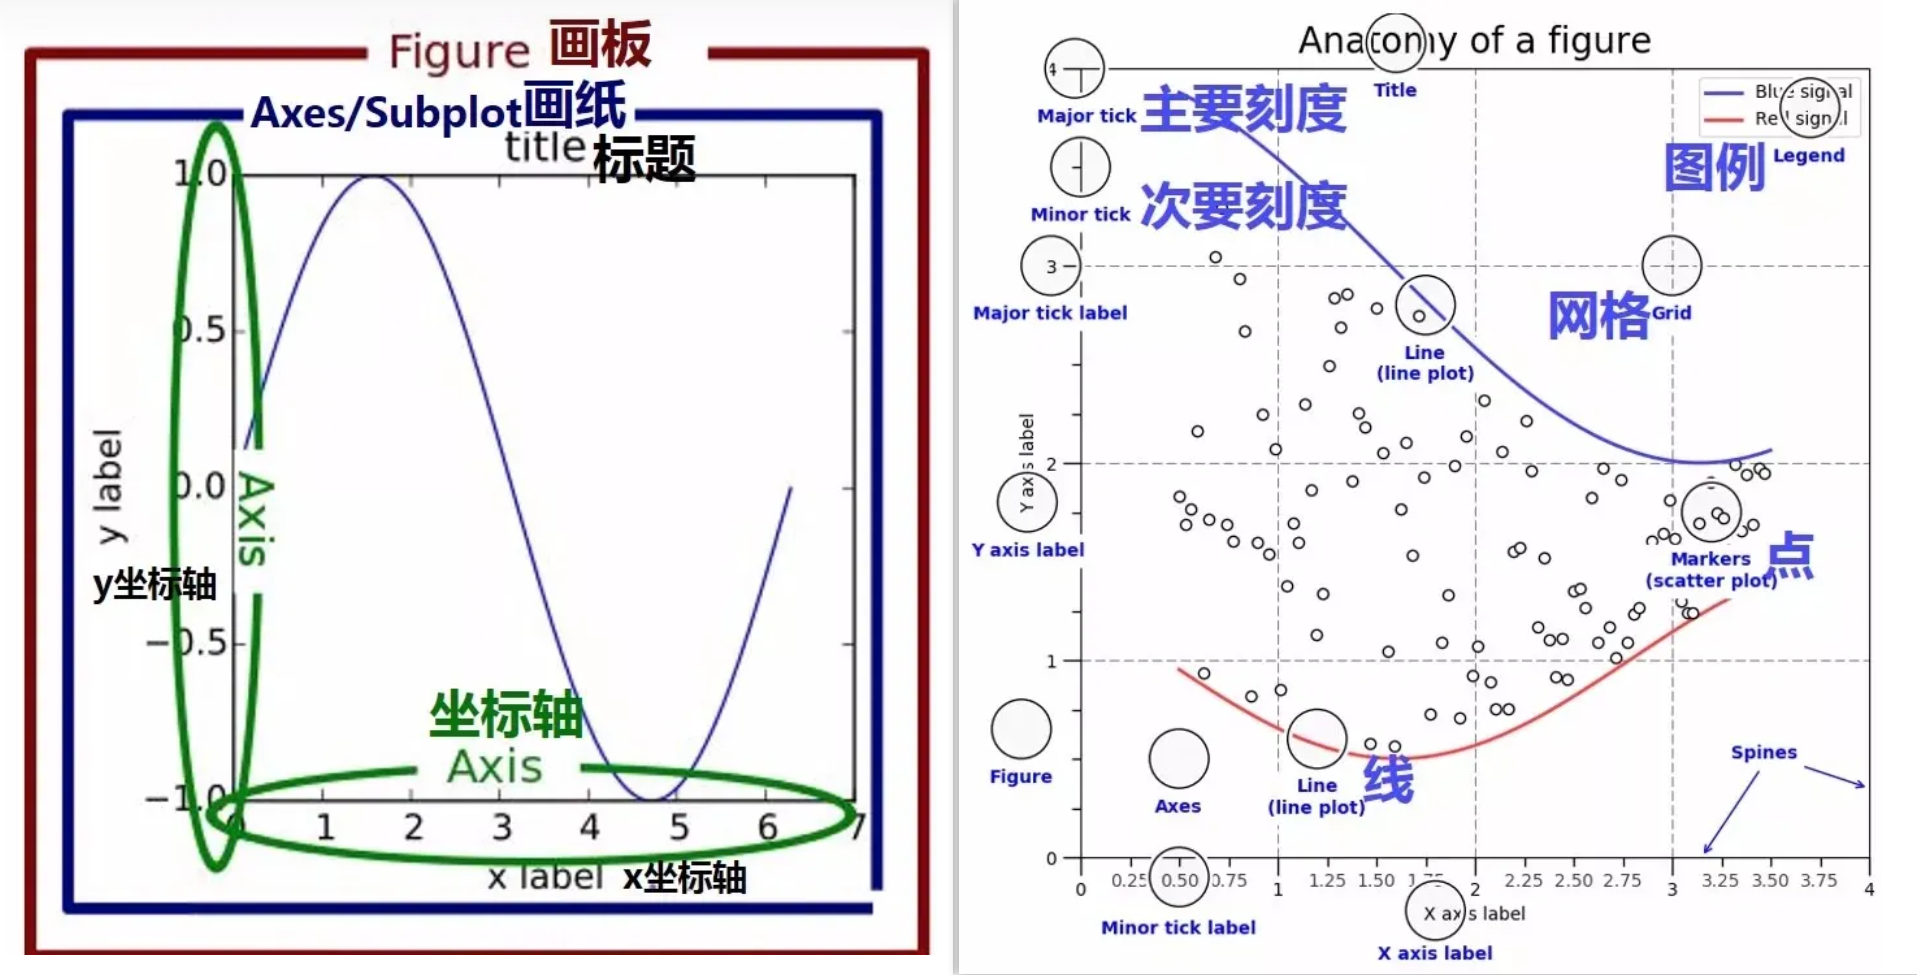 Figure 画板
Axes/Subplot画纸
title 标题
1.0
0.5
0.0
−0.5
−1.0
y label
Axis
y坐标轴
坐标轴
Axis
0 1 2 3 4 5 6 7
x label x坐标轴
Anatomy of a figure
Title
4
Major tick 主要刻度
Minor tick 次要刻度
Blue signal
Red signal
图例 Legend
3
Major tick label
网格 Grid
Line
(line plot)
Y axis label
2
Y axis label
Markers
(scatter plot) 点
1
Figure
Axes
Line
(line plot) 线
Spines
0
0 0.25 0.50 0.75 1 1.25 1.50 1.75 2 2.25 2.50 2.75 3 3.25 3.50 3.75 4
Minor tick label
X axis label
X axis label